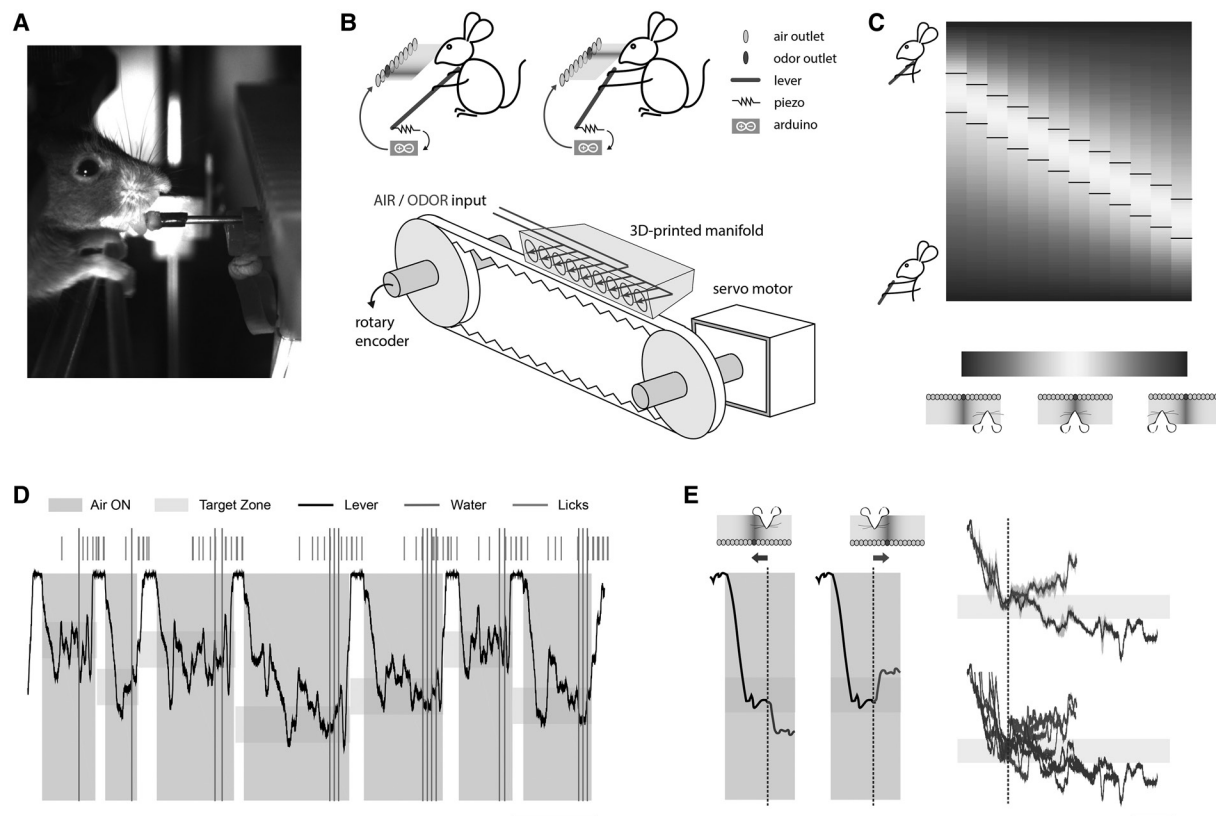 A
B
C
air outlet
odor outlet
lever
piezo
arduino
AIR / ODOR input
3D-printed manifold
servo motor
rotary
encoder
D
Air ON
Target Zone
Lever
Water
Licks
E